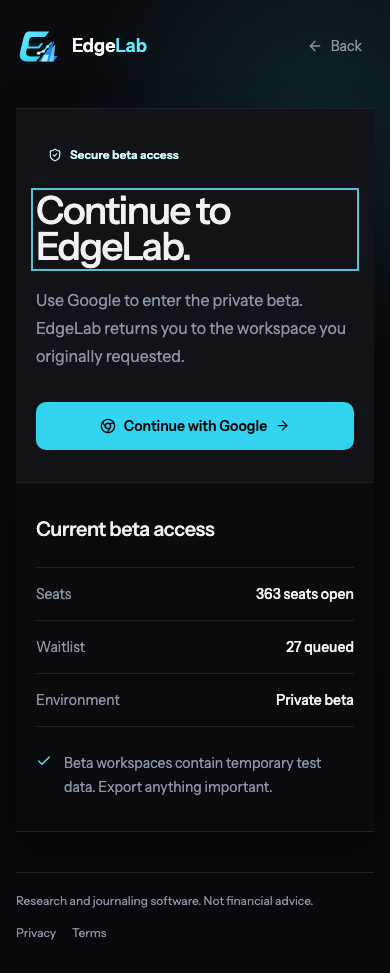 EdgeLab
Back
Secure beta access
Continue to
EdgeLab.
Use Google to enter the private beta.
EdgeLab returns you to the workspace you
originally requested.
Continue with Google
Current beta access
Seats 363 seats open
Waitlist 27 queued
Environment Private beta
Beta workspaces contain temporary test
data. Export anything important.
Research and journaling software. Not financial advice.
Privacy Terms